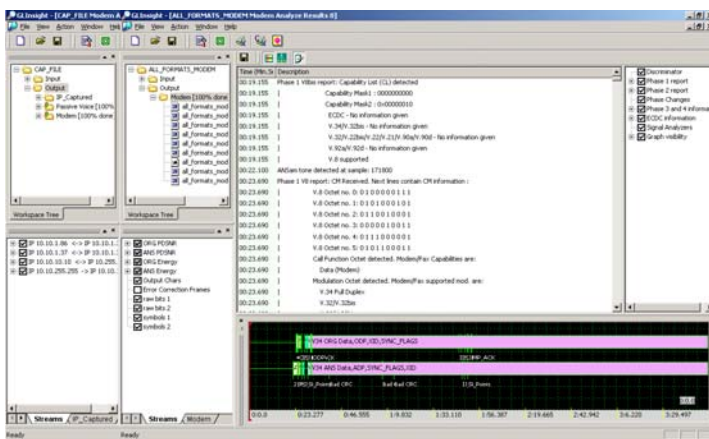 GLInsight - [CAP_FILE Modem A
GLInsight - [ALL_FORMATS_MODEM Modem Analyze Results 0]
File View Action Window Help
File View Action Window Help
CAP_FILE
Input
Output
IP_Captured
Passive Voice [100%
Modem [100% done
Workspace Tree
ALL_FORMATS_MODEM
Input
Output
Modem [100% done
all_formats_mod
all_formats_mod
all_formats_mod
all_formats_mod
all_formats_mod
all_formats_mod
all_formats_mod
all_formats_mod
Workspace Tree
Time (Min.Se Description
00:19.155 Phase 1 V8bis report: Capability List (CL) detected
00:19.155 | Capability Mask1 : 0000000000
00:19.155 | Capability Mask2 : 0x00000010
00:19.155 | ECDC - No information given
00:19.155 | V.34/V.32bis - No information given
00:19.155 | V.32/V.22bis/V.22/V.21/V.90a/V.90d - No information given
00:19.155 | V.92a/V.92d - No information given
00:19.155 | V.8 supported
00:22.100 ANSam tone detected at sample: 171800
00:23.690 Phase 1 V8 report: CM Received. Next lines contain CM information :
00:23.690 | V.8 Octet no. 0: 0 1 0 0 0 0 0 1 1 1
00:23.690 | V.8 Octet no. 1: 0 1 0 1 0 0 0 1 0 1
00:23.690 | V.8 Octet no. 2: 0 1 1 0 0 1 0 0 0 1
00:23.690 | V.8 Octet no. 3: 0 0 0 0 0 1 0 0 1 1
00:23.690 | V.8 Octet no. 4: 0 1 1 1 1 0 0 0 0 1
00:23.690 | V.8 Octet no. 5: 0 1 0 1 1 0 0 0 1 1
00:23.690 | Call Function Octet detected. Modem/Fax Capabilities are:
00:23.690 | Data (Modem)
00:23.690 | Modulation Octet detected. Modem/Fax supported mod. are:
00:23.690 | V.34 Full Duplex
00:23.690 | V.32/V.32bis
Discriminator
Phase 1 report
Phase 2 report
Phase Changes
Phase 3 and 4 informa
ECDC information
Signal Analyzers
Graph visibility
IP 10.10.1.86 <-> IP 10.10.1.
IP 10.10.1.37 <-> IP 10.10.1.
IP 10.10.10.10 <-> IP 10.255.
IP 10.10.255.255 -> IP 10.10.
Streams
IP_Captured
ORG PDSNR
ANS PDSNR
ORG Energy
ANS Energy
Output Chars
Error Correction Frames
raw bits 1
raw bits 2
symbols 1
symbols 2
Streams
Modem
V34 ORG Data,ODP,XID,SYNC_FLAGS
V34 ANS Data,ADP,SYNC_FLAGS,XID
Bad CRC
Bad CRC
0:0.0 0:23.277 0:46.555 1:9.832 1:33.110 1:56.387 2:19.665 2:42.942 3:6.220 3:29.497
Ready
Ready